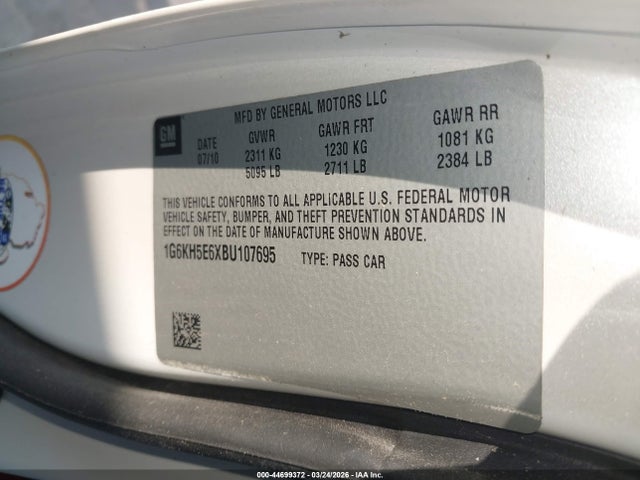 MFD BY GENERAL MOTORS LLC
GM
DATE GVWR GAWR FRT GAWR RR
07/10 2311 KG 1230 KG 1081 KG
5095 LB 2711 LB 2384 LB
THIS VEHICLE CONFORMS TO ALL APPLICABLE U.S. FEDERAL MOTOR
VEHICLE SAFETY, BUMPER, AND THEFT PREVENTION STANDARDS IN
EFFECT ON THE DATE OF MANUFACTURE SHOWN ABOVE.
1G6KH5E6XBU107695 TYPE: PASS CAR
000-44699372 - 03/24/2026 - IAA Inc.